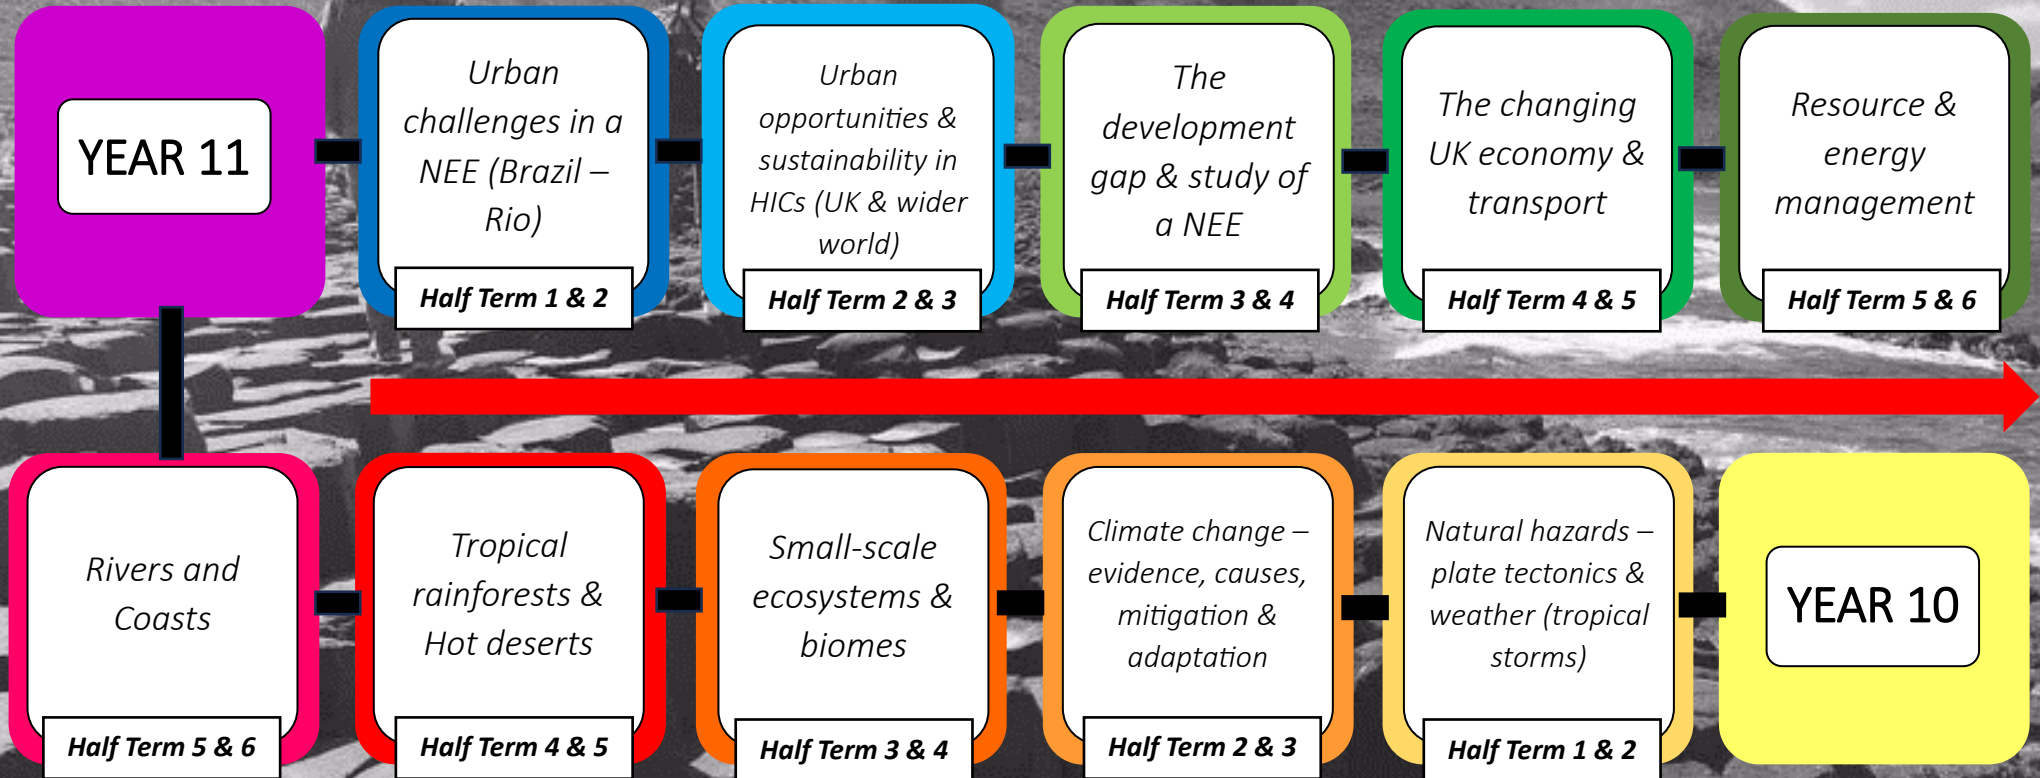 YEAR 11
Urban
challenges in a
NEE (Brazil –
Rio)
Half Term 1 & 2
Urban
opportunities &
sustainability in
HICs (UK & wider
world)
Half Term 2 & 3
The
development
gap & study of
a NEE
Half Term 3 & 4
The changing
UK economy &
transport
Half Term 4 & 5
Resource &
energy
management
Half Term 5 & 6
Rivers and
Coasts
Half Term 5 & 6
Tropical
rainforests &
Hot deserts
Half Term 4 & 5
Small-scale
ecosystems &
biomes
Half Term 3 & 4
Climate change –
evidence, causes,
mitigation &
adaptation
Half Term 2 & 3
Natural hazards –
plate tectonics &
weather (tropical
storms)
Half Term 1 & 2
YEAR 10